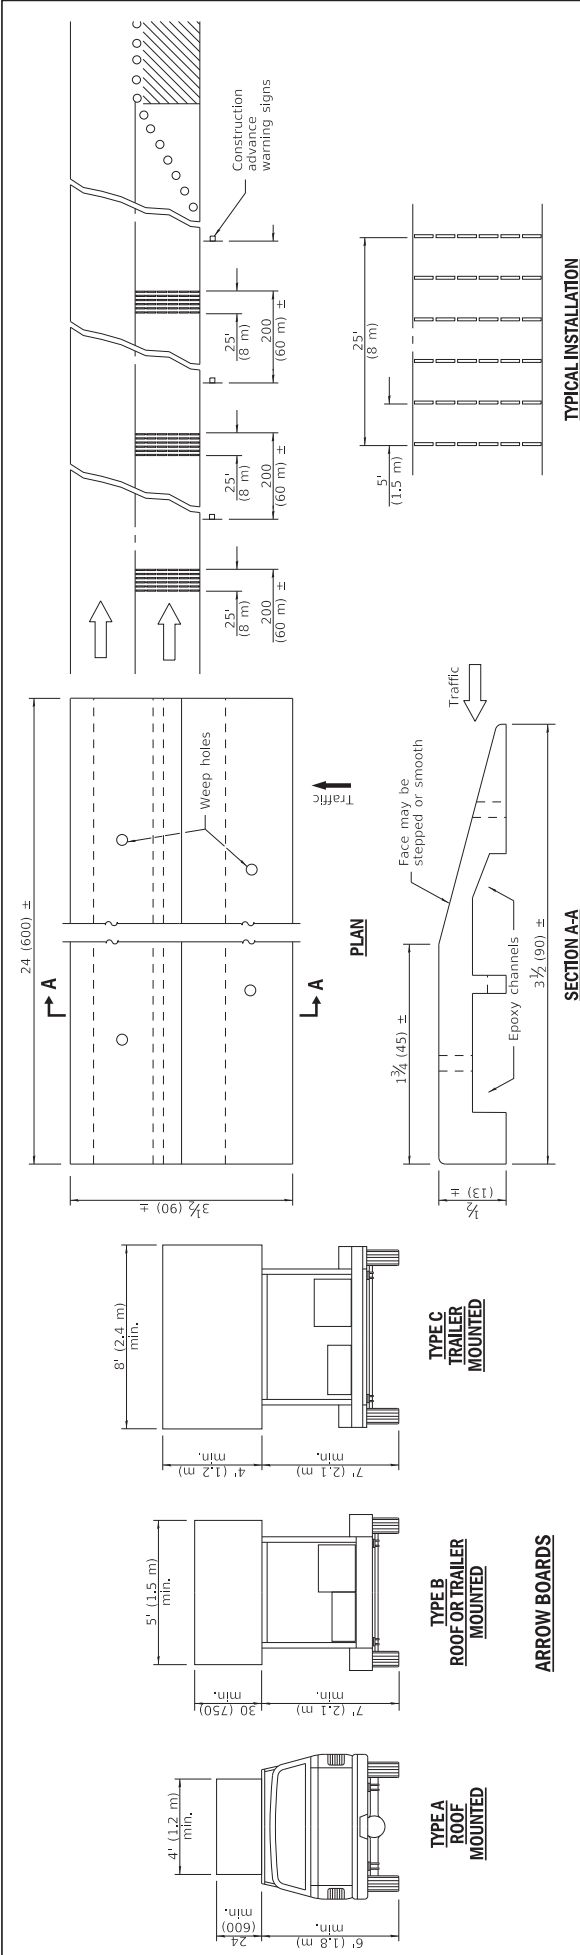 4' (1.2 m)
min.
24
(600)
min.
6' (1.8 m)
min.
TYPE A
ROOF
MOUNTED
5' (1.5 m)
min.
30 (750)
min.
7' (2.1 m)
min.
TYPE B
ROOF OR TRAILER
MOUNTED
8' (2.4 m)
min.
4' (1.2 m)
min.
7' (2.1 m)
min.
TYPE C
TRAILER
MOUNTED
ARROW BOARDS
24 (600) ±
A
A
3½ (90) ±
Weep holes
Traffic
PLAN
1¾ (45) ±
½
(13) ±
Face may be
stepped or smooth
Traffic
Epoxy channels
3½ (90) ±
SECTION A-A
25'
(8 m)
200
(60 m) ±
25'
(8 m)
200
(60 m) ±
25'
(8 m)
200
(60 m) ±
Construction
advance
warning signs
5'
(1.5 m)
25'
(8 m)
TYPICAL INSTALLATION